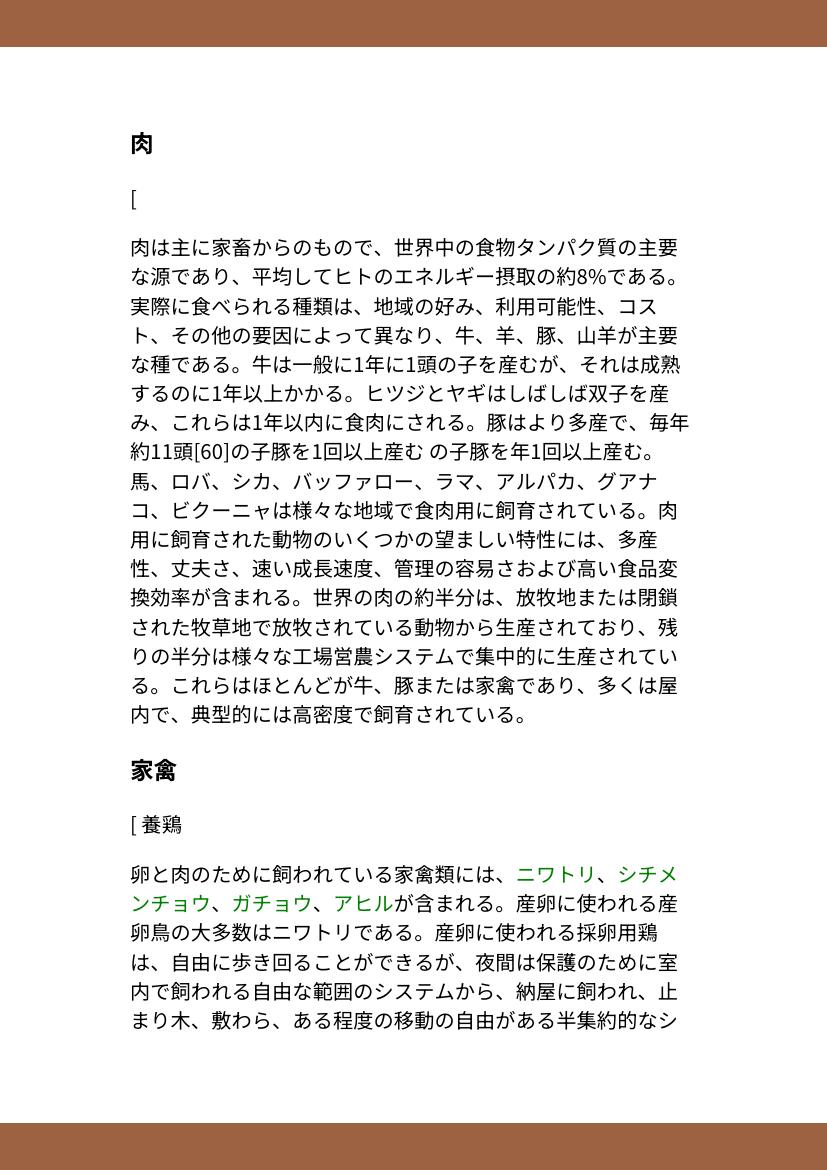 肉
[
肉は主に家畜からのもので、世界中の食物タンパク質の主要
な源であり、平均してヒトのエネルギー摂取の約8%である。
実際に食べられる種類は、地域の好み、利用可能性、コス
ト、その他の要因によって異なり、牛、羊、豚、山羊が主要
な種である。牛は一般に1年に1頭の子を産むが、それは成熟
するのに1年以上かかる。ヒツジとヤギはしばしば双子を産
み、これらは1年以内に食肉にされる。豚はより多産で、毎年
約11頭[60]の子豚を1回以上産む の子豚を年1回以上産む。
馬、ロバ、シカ、バッファロー、ラマ、アルパカ、グアナ
コ、ビクーニャは様々な地域で食肉用に飼育されている。肉
用に飼育された動物のいくつかの望ましい特性には、多産
性、丈夫さ、速い成長速度、管理の容易さおよび高い食品変
換効率が含まれる。世界の肉の約半分は、放牧地または閉鎖
された牧草地で放牧されている動物から生産されており、残
りの半分は様々な工場営農システムで集中的に生産されてい
る。これらはほとんどが牛、豚または家禽であり、多くは屋
内で、典型的には高密度で飼育されている。
家禽
[ 養鶏
卵と肉のために飼われている家禽類には、ニワトリ、シチメ
ンチョウ、ガチョウ、アヒルが含まれる。産卵に使われる産
卵鳥の大多数はニワトリである。産卵に使われる採卵用鶏
は、自由に歩き回ることができるが、夜間は保護のために室
内で飼われる自由な範囲のシステムから、納屋に飼われ、止
まり木、敷わら、ある程度の移動の自由がある半集約的なシ